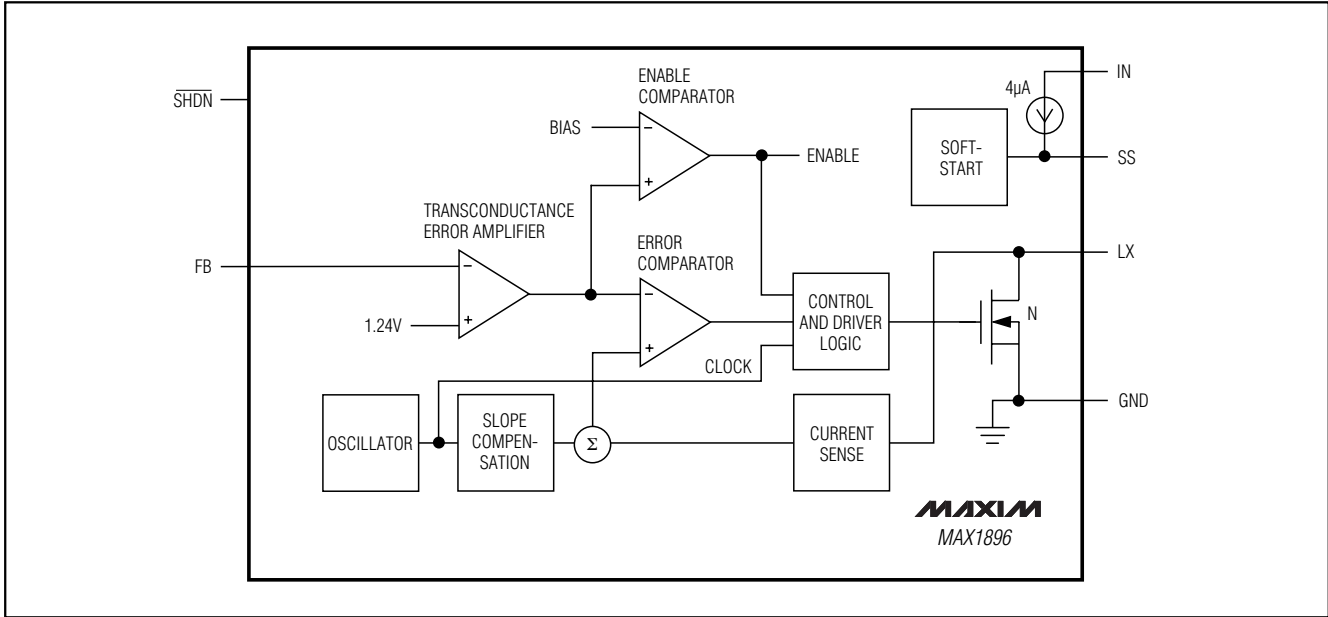 SHDN
ENABLE
COMPARATOR
BIAS
ENABLE
4µA
IN
SOFT-
START
SS
TRANSCONDUCTANCE
ERROR AMPLIFIER
FB
1.24V
ERROR
COMPARATOR
CONTROL
AND DRIVER
LOGIC
LX
N
CLOCK
GND
OSCILLATOR
SLOPE
COMPEN-
SATION
Σ
CURRENT
SENSE
MAXIM
MAX1896